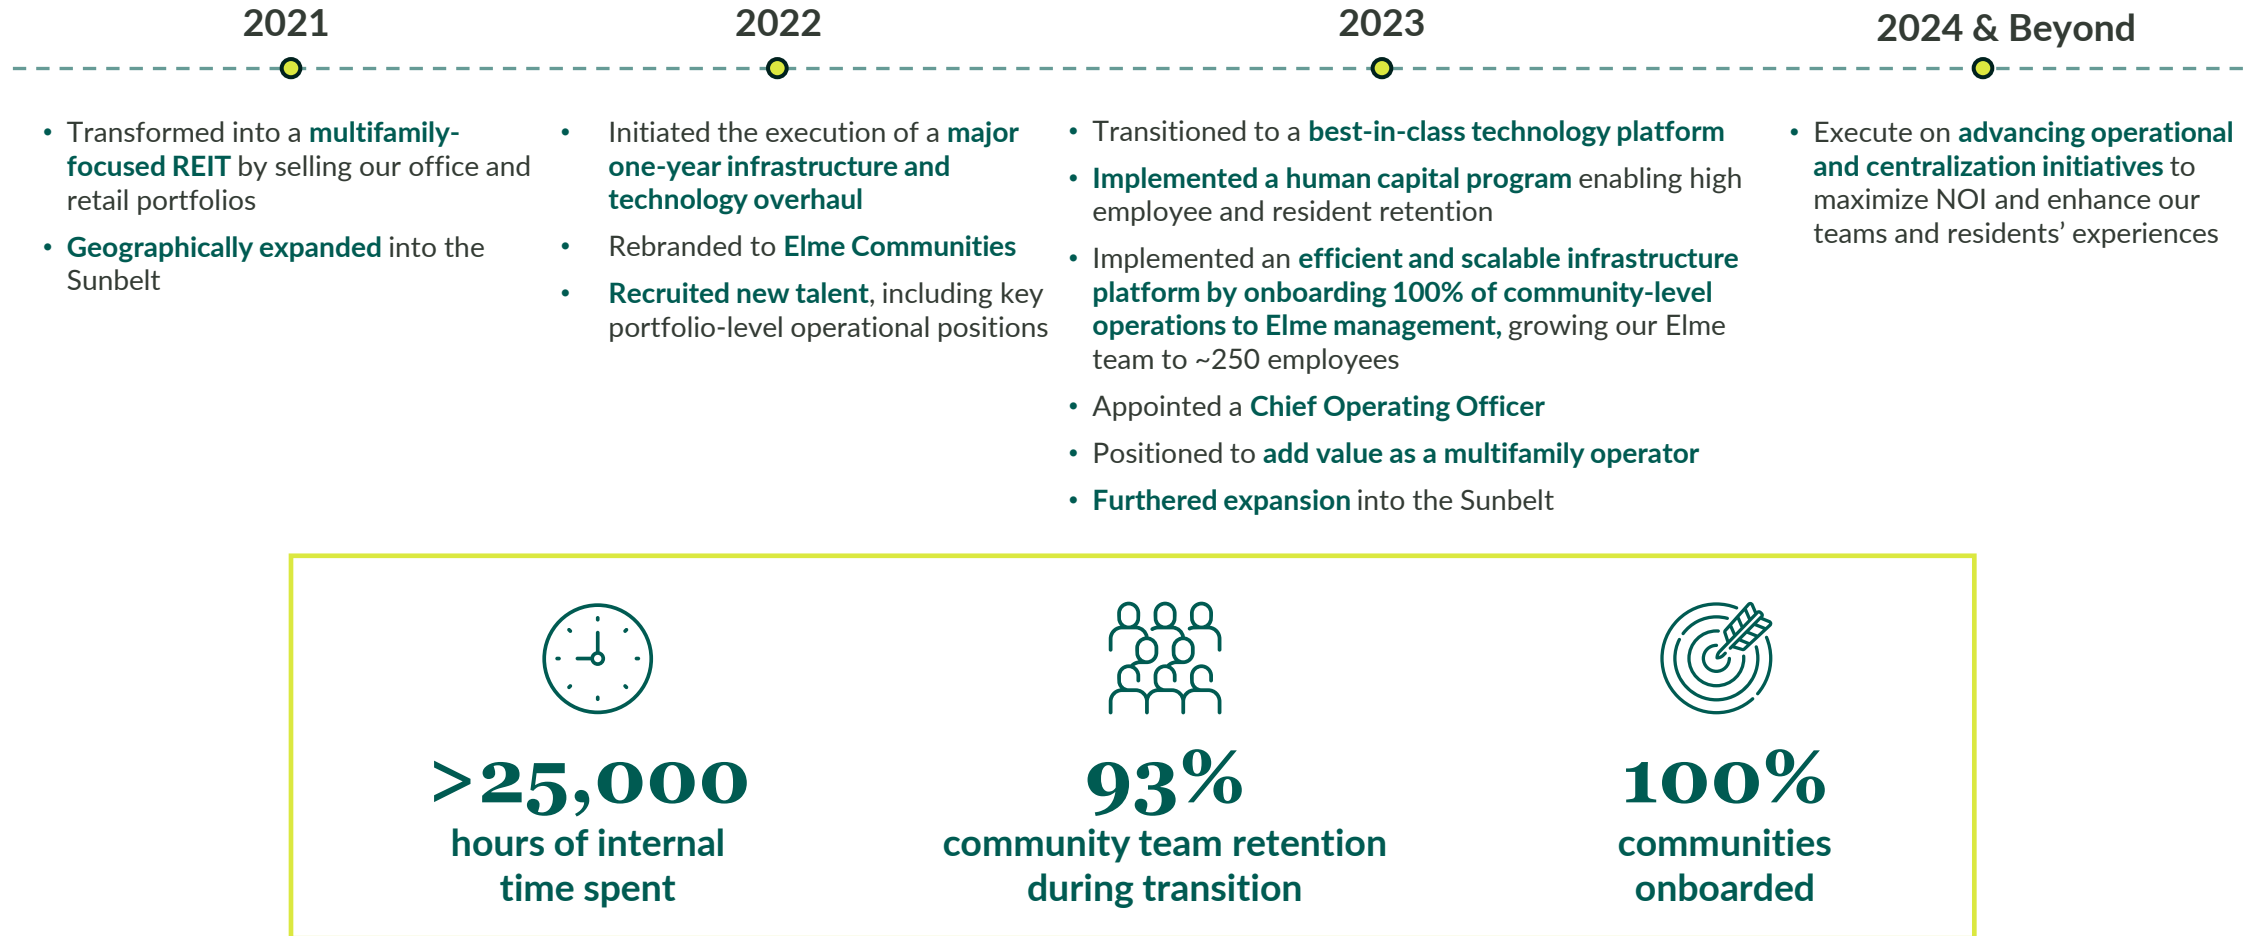 2021
• Transformed into a multifamily-
focused REIT by selling our office and
retail portfolios
• Geographically expanded into the
Sunbelt
2022
• Initiated the execution of a major
one-year infrastructure and
technology overhaul
• Rebranded to Elme Communities
• Recruited new talent, including key
portfolio-level operational positions
2023
• Transitioned to a best-in-class technology platform
• Implemented a human capital program enabling high
employee and resident retention
• Implemented an efficient and scalable infrastructure
platform by onboarding 100% of community-level
operations to Elme management, growing our Elme
team to ~250 employees
• Appointed a Chief Operating Officer
• Positioned to add value as a multifamily operator
• Furthered expansion into the Sunbelt
2024 & Beyond
• Execute on advancing operational
and centralization initiatives to
maximize NOI and enhance our
teams and residents’ experiences
>25,000
hours of internal
time spent
93%
community team retention
during transition
100%
communities
onboarded